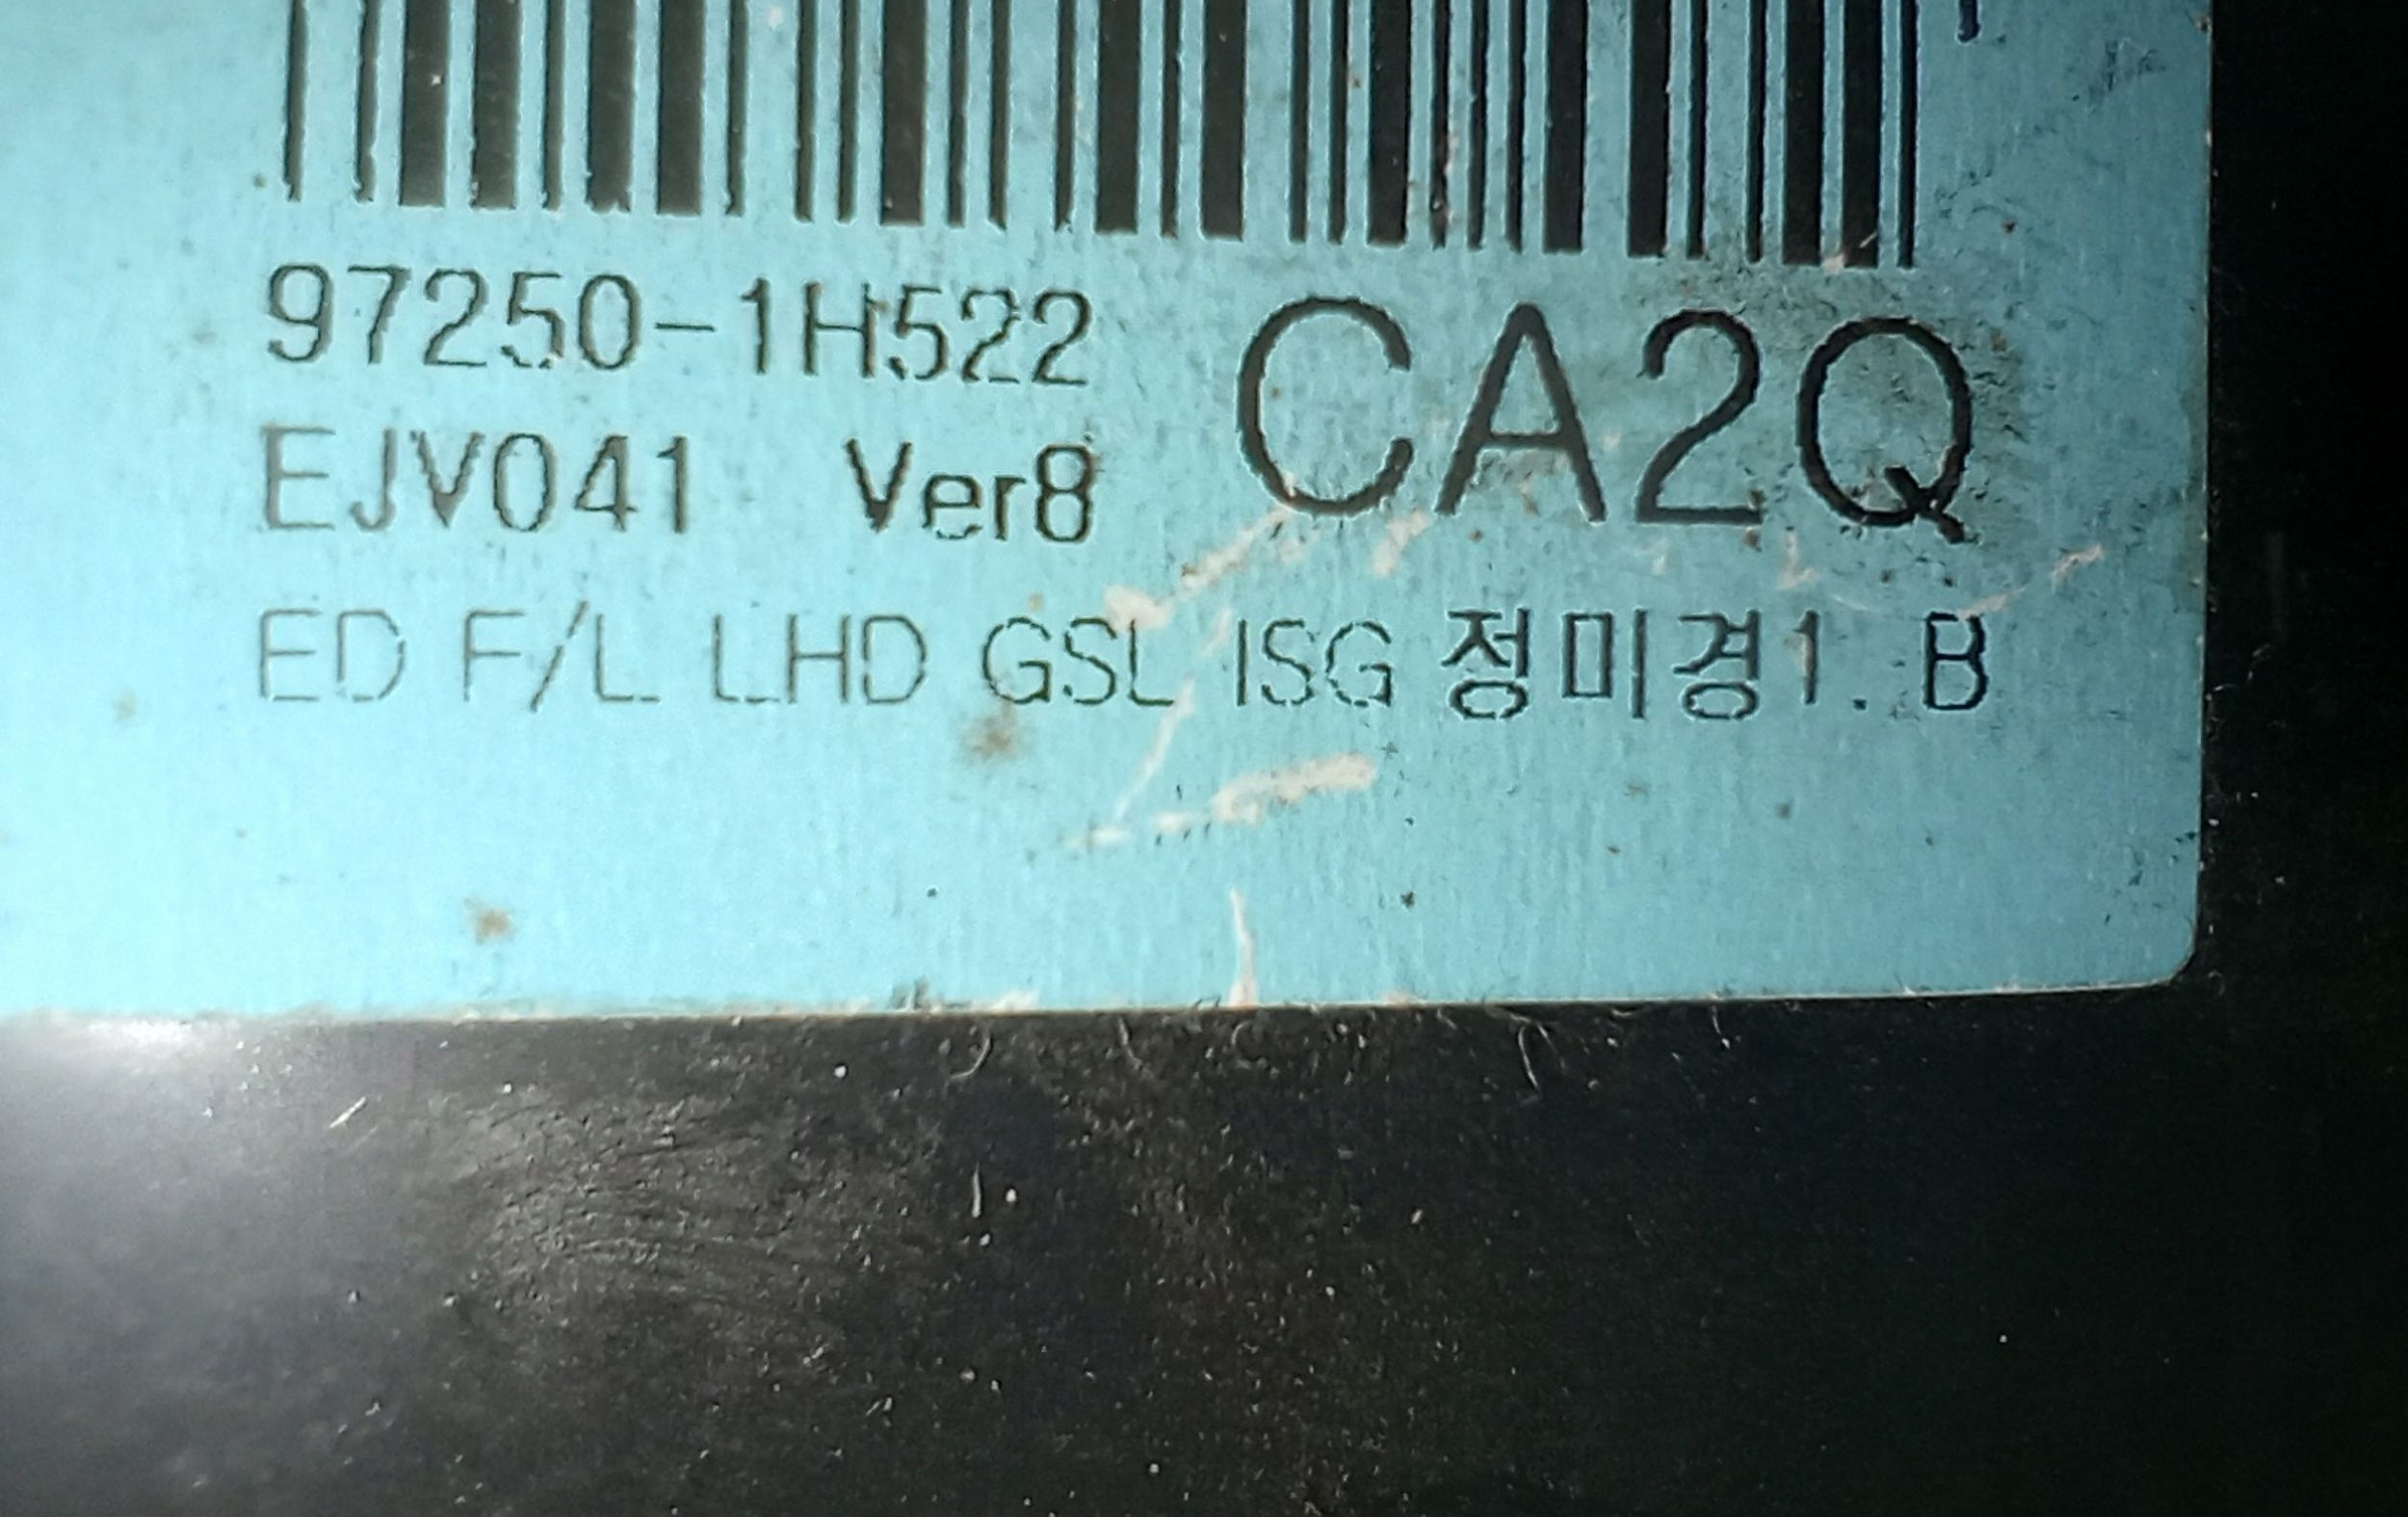 97250-1H522 CA2Q
EJV041 Ver8
ED F/L LHD GSL ISG 정미경1. B